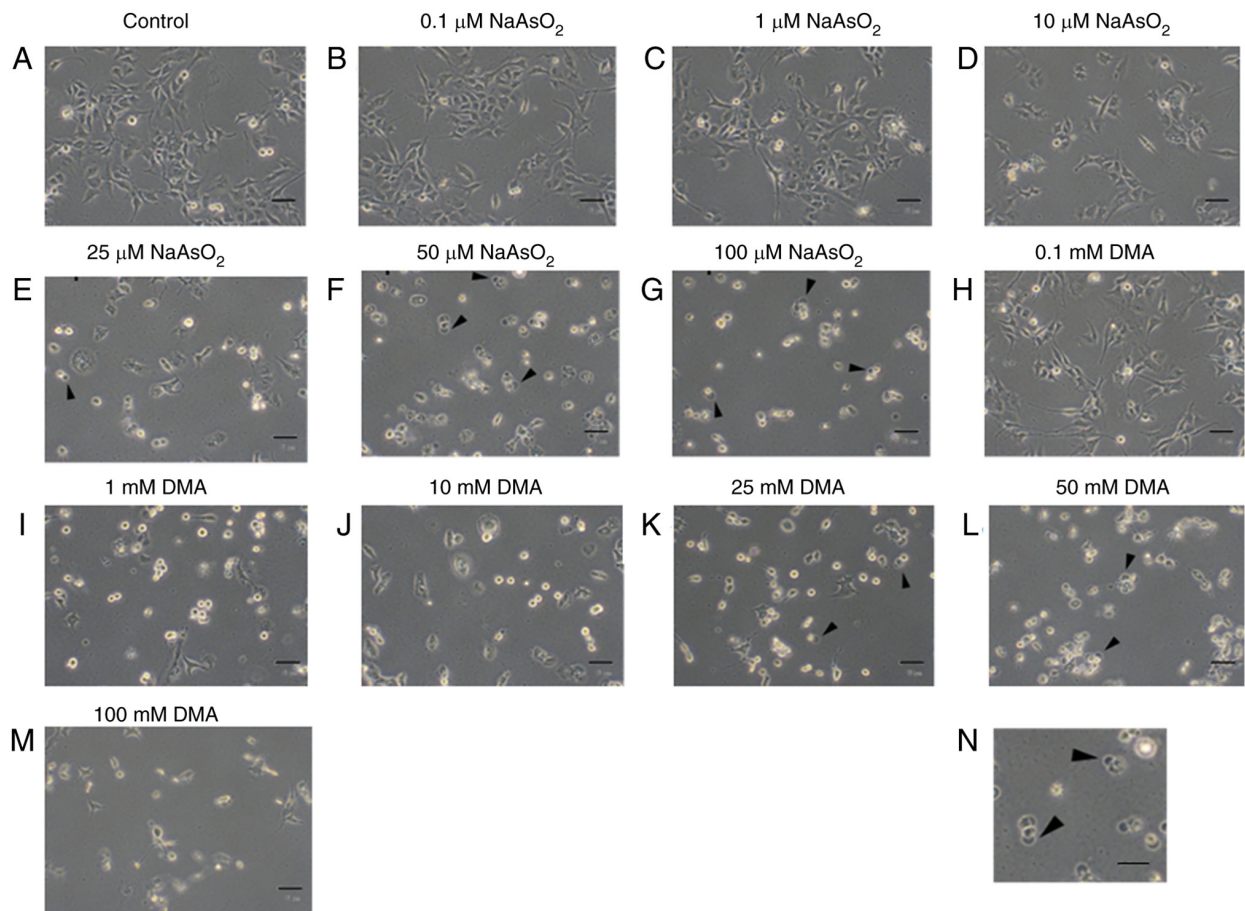 Control
0.1 μM NaAsO2
1 μM NaAsO2
10 μM NaAsO2
A
B
C
D
25 μM NaAsO2
50 μM NaAsO2
100 μM NaAsO2
0.1 mM DMA
E
F
G
H
1 mM DMA
10 mM DMA
25 mM DMA
50 mM DMA
I
J
K
L
100 mM DMA
M
N